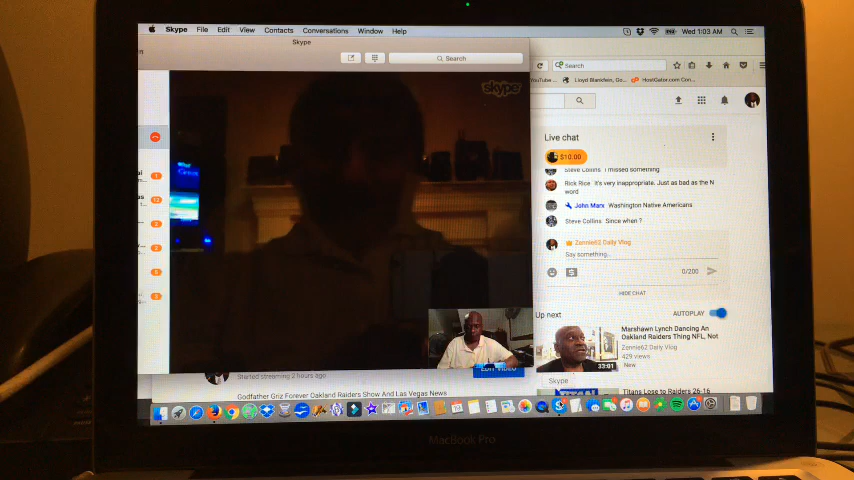 Skype File Edit View Contacts Conversations Window Help
Wed 1:03 AM
Skype
Search
Search
YouTube ... Lloyd Blankfein, Go... HostGator.com Con...
skype
Live chat
$10.00
Steve Collins I missed something
Rick Rice It's very inappropriate. Just as bad as the N
word
John Marx Washington Native Americans
Steve Collins Since when ?
Zennie62 Daily Vlog
Say something...
0/200
HIDE CHAT
Up next
AUTOPLAY
Marshawn Lynch Dancing An
Oakland Raiders Thing NFL, Not
Zennie62 Daily Vlog
429 views
New
33:01
EDIT VIDEO
Started streaming 2 hours ago
Skype
Godfather Griz Forever Oakland Raiders Show And Las Vegas News
Titans Lose to Raiders 26-16
MacBook Pro